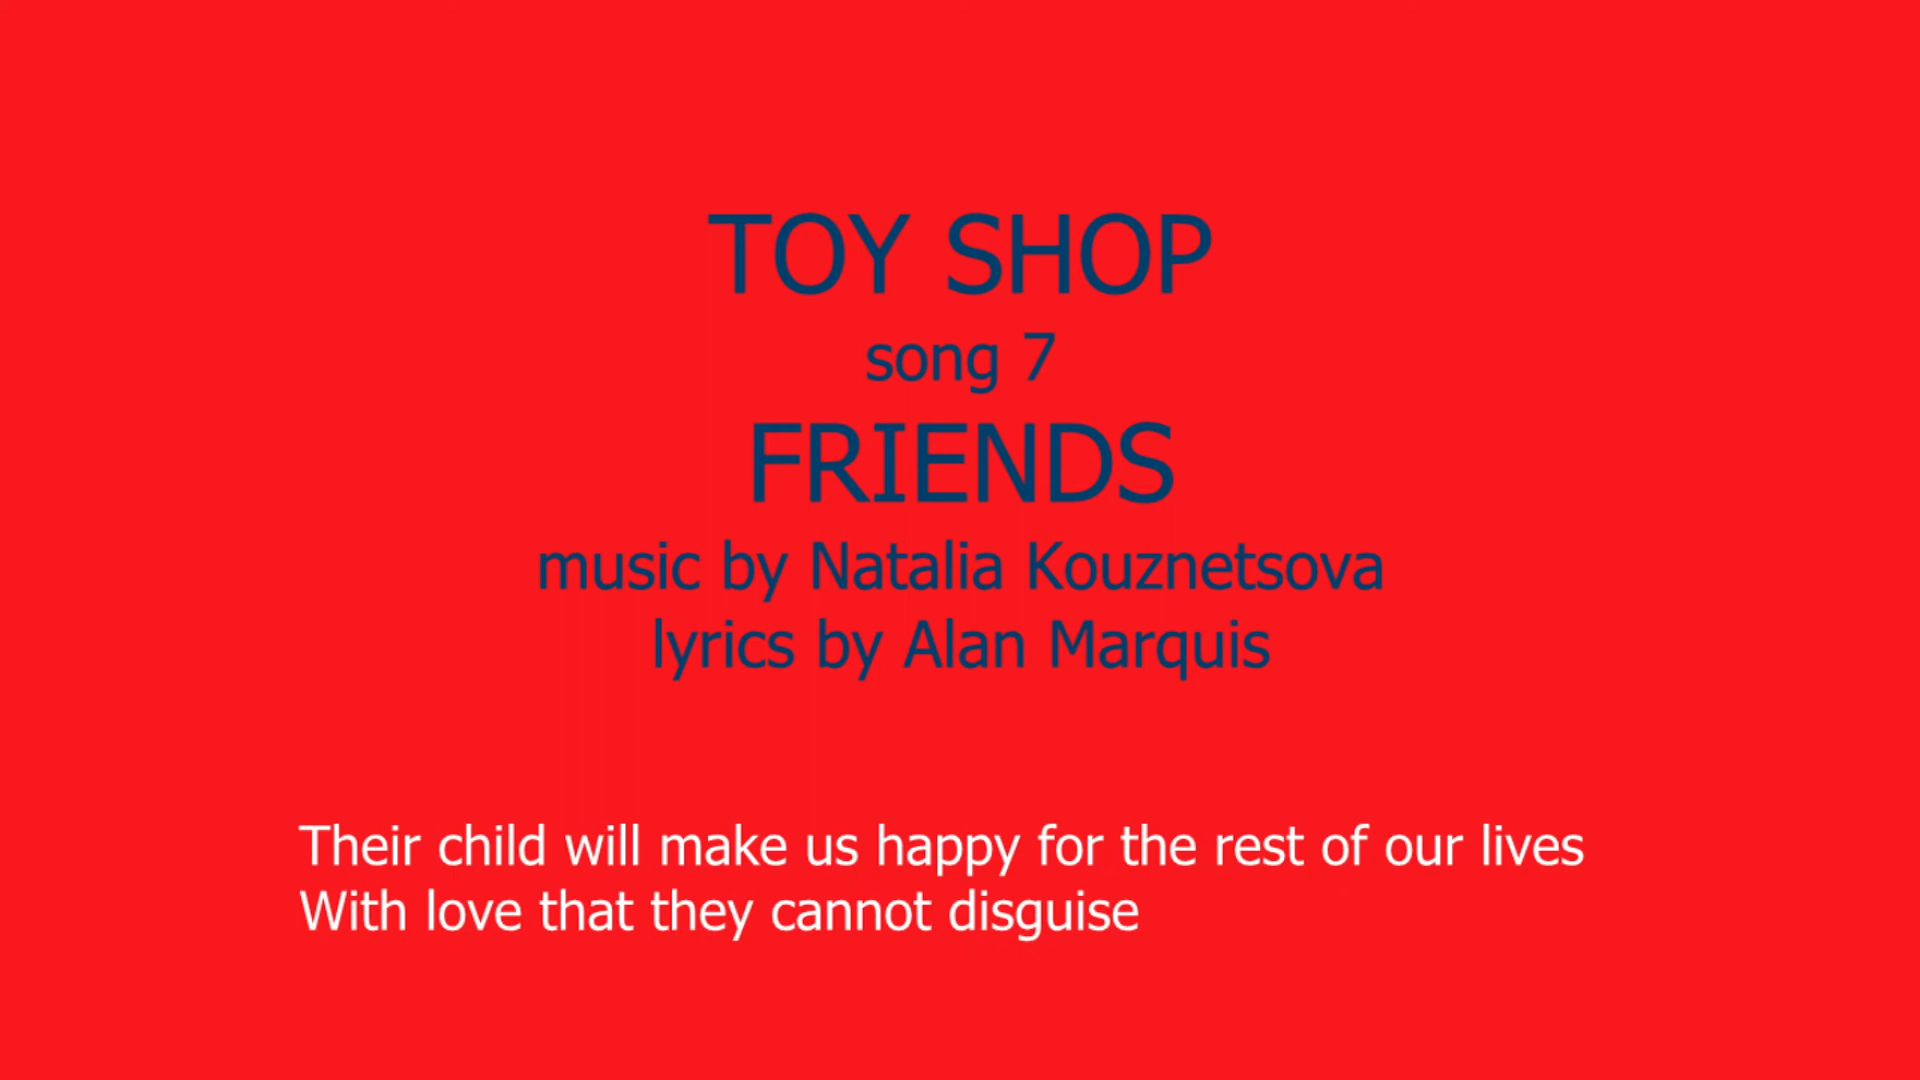 TOY SHOP
song 7
FRIENDS
music by Natalia Kouznetsova
lyrics by Alan Marquis
Their child will make us happy for the rest of our lives
With love that they cannot disguise